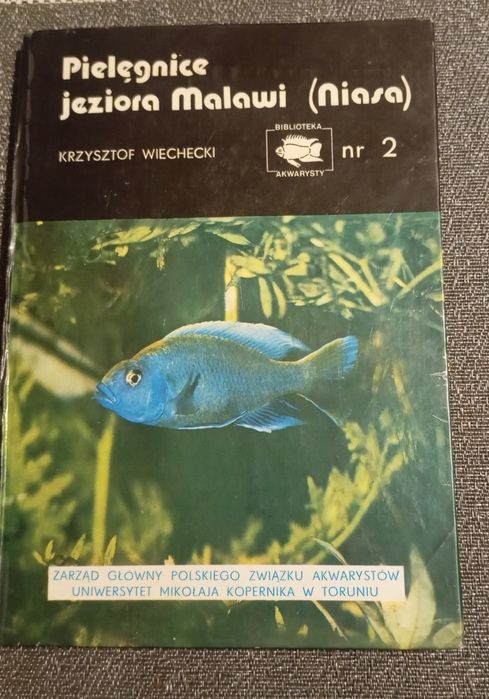 Pielęgnice
jeziora Malawi (Niasa)
KRZYSZTOF WIECHECKI
BIBLIOTEKA
AKWARYSTY
nr 2
ZARZĄD GŁÓWNY POLSKIEGO ZWIĄZKU AKWARYSTÓW
UNIWERSYTET MIKOŁAJA KOPERNIKA W TORUNIU